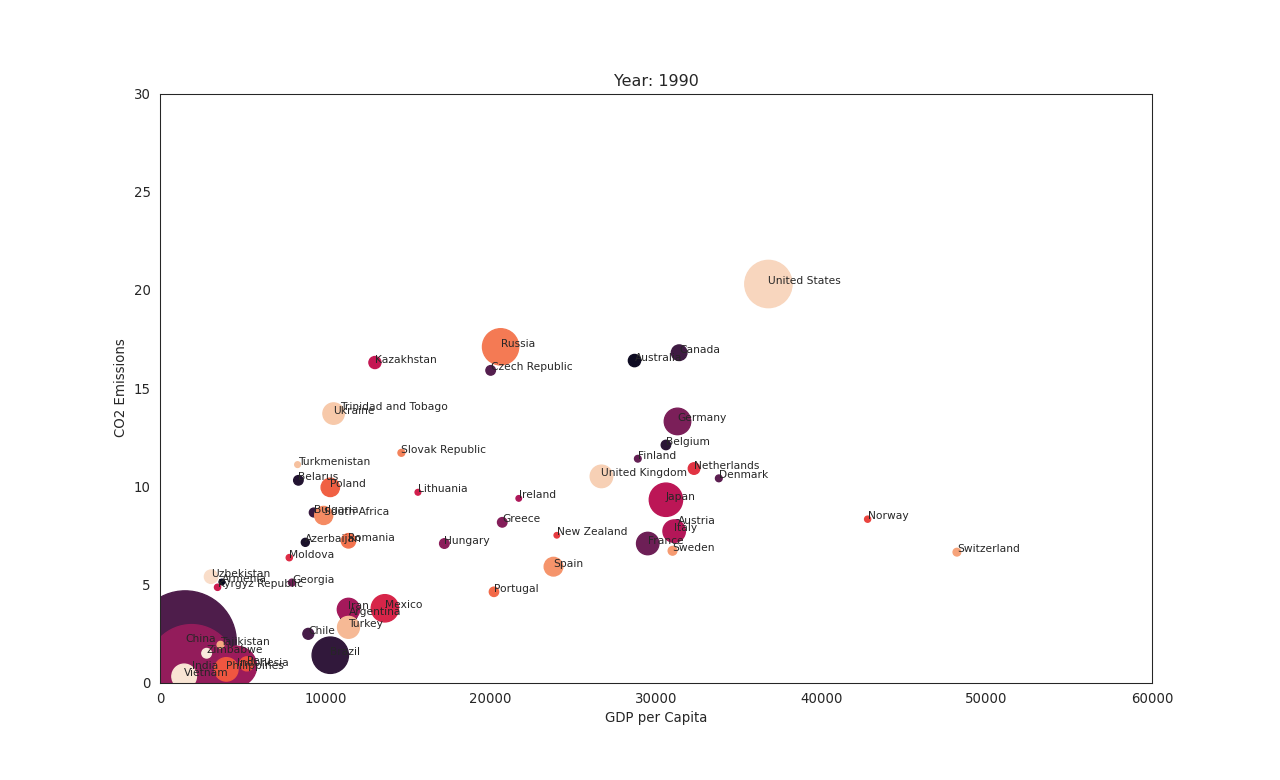 Year: 1990
30
25
20
15
10
5
0
CO2 Emissions
United States
Russia
Canada
Australia
Kazakhstan
Czech Republic
Trinidad and Tobago
Ukraine
Germany
Belgium
Slovak Republic
Finland
Turkmenistan
Netherlands
United Kingdom
Denmark
Belarus
Poland
Lithuania
Japan
Ireland
Bulgaria
South Africa
Norway
Greece
Austria
Italy
New Zealand
Azerbaijan
Romania
Hungary
France
Sweden
Switzerland
Moldova
Spain
Uzbekistan
Armenia
Kyrgyz Republic
Georgia
Portugal
Iran
Mexico
Argentina
Turkey
Chile
China
Tajikistan
Zimbabwe
Brazil
Peru
Indonesia
India
Philippines
Vietnam
0
10000
20000
30000
40000
50000
60000
GDP per Capita